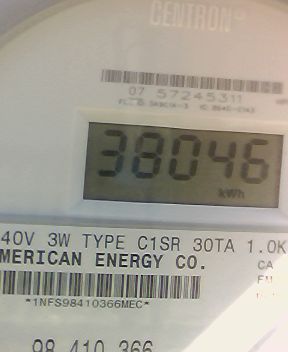 CENTRON®
07 57245311
38046
kWh
40V 3W TYPE C1SR 30TA 1.0K
MERICAN ENERGY CO.
CA
*1NFS98410366MEC*
98 410 366